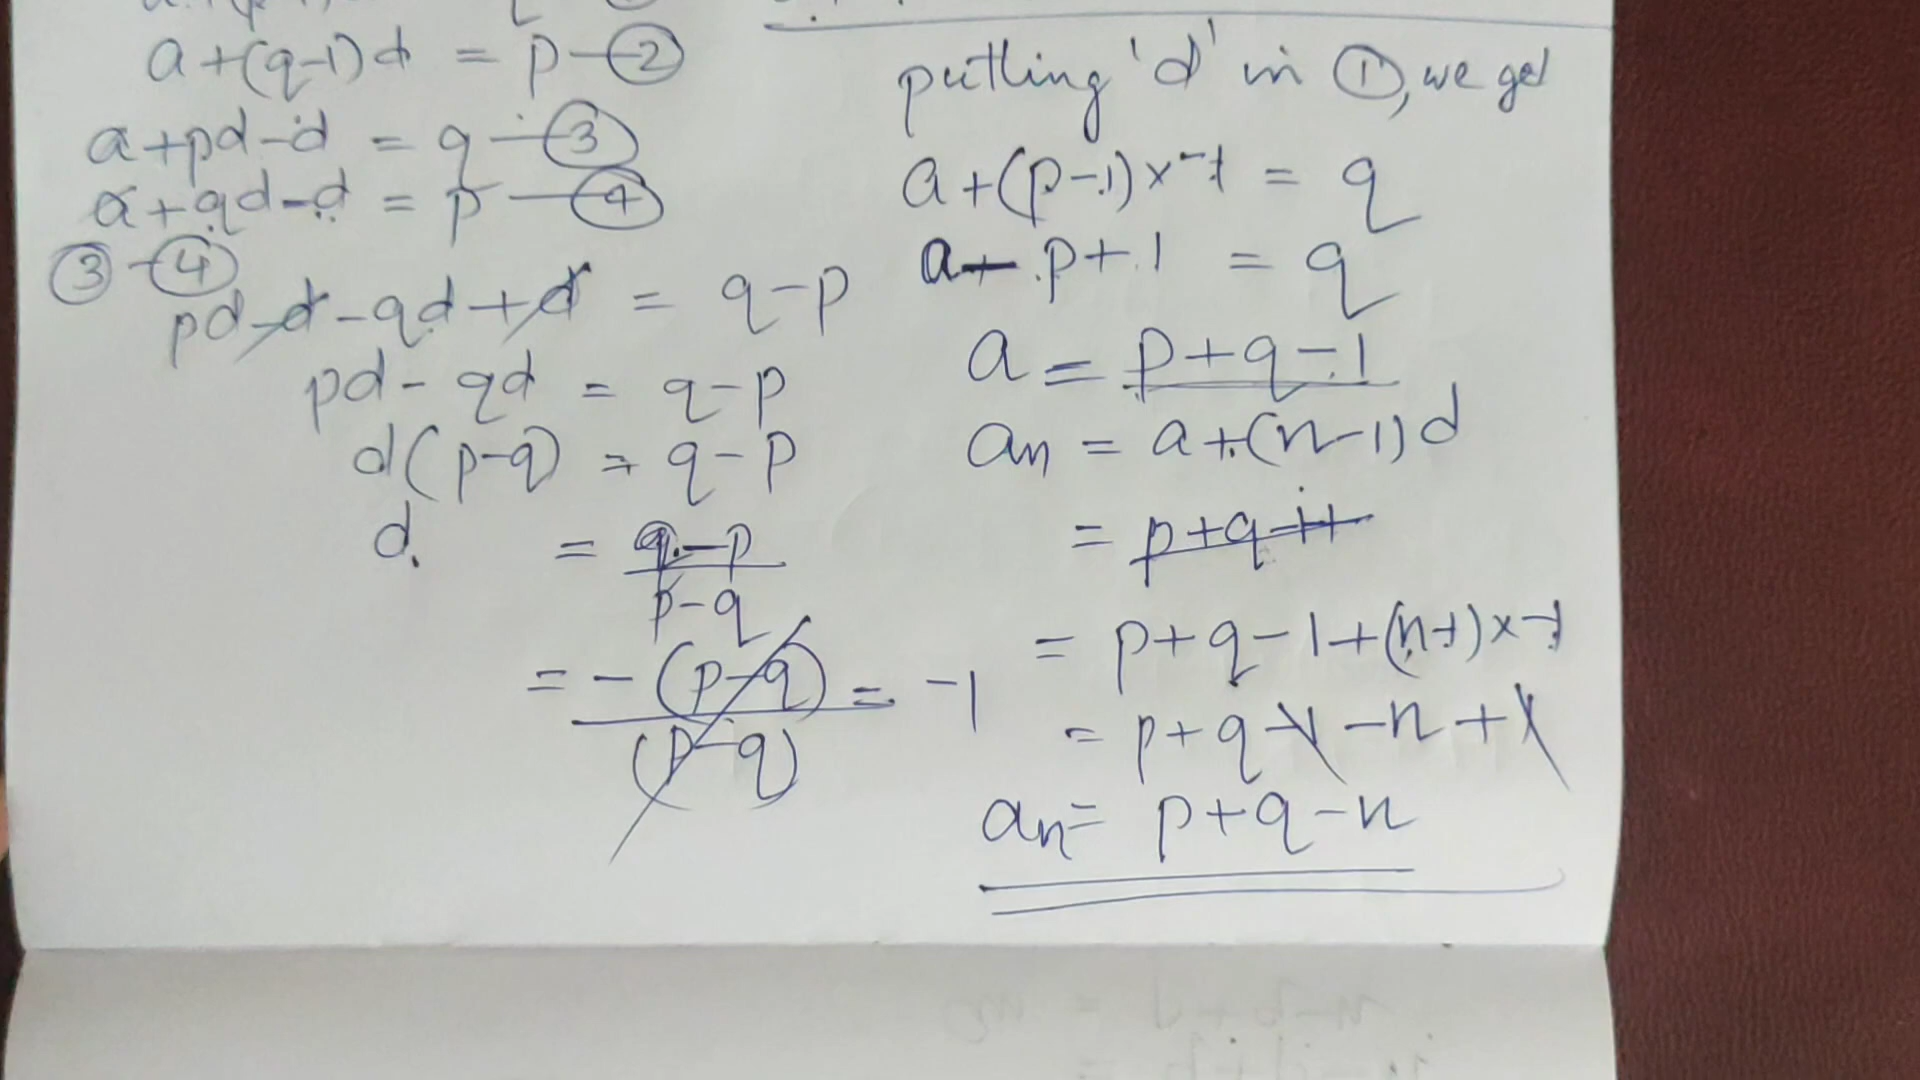 a+(q-1)d = p-②
a+pd-d = q-③
a+qd-d = p-④
③-④
pd-d-qd+d = q-p
pd-qd = q-p
d(p-q) = q-p
d. = q-p
p-q
= -(p-q) = -1
(p-q)
putting 'd' in ①, we get
a+(p-1)x-1 = q
a-p+1 = q
a = p+q-1
an = a+(n-1)d
= p+q-1+(n-1)x-1
= p+q-1-n+1
an = p+q-n